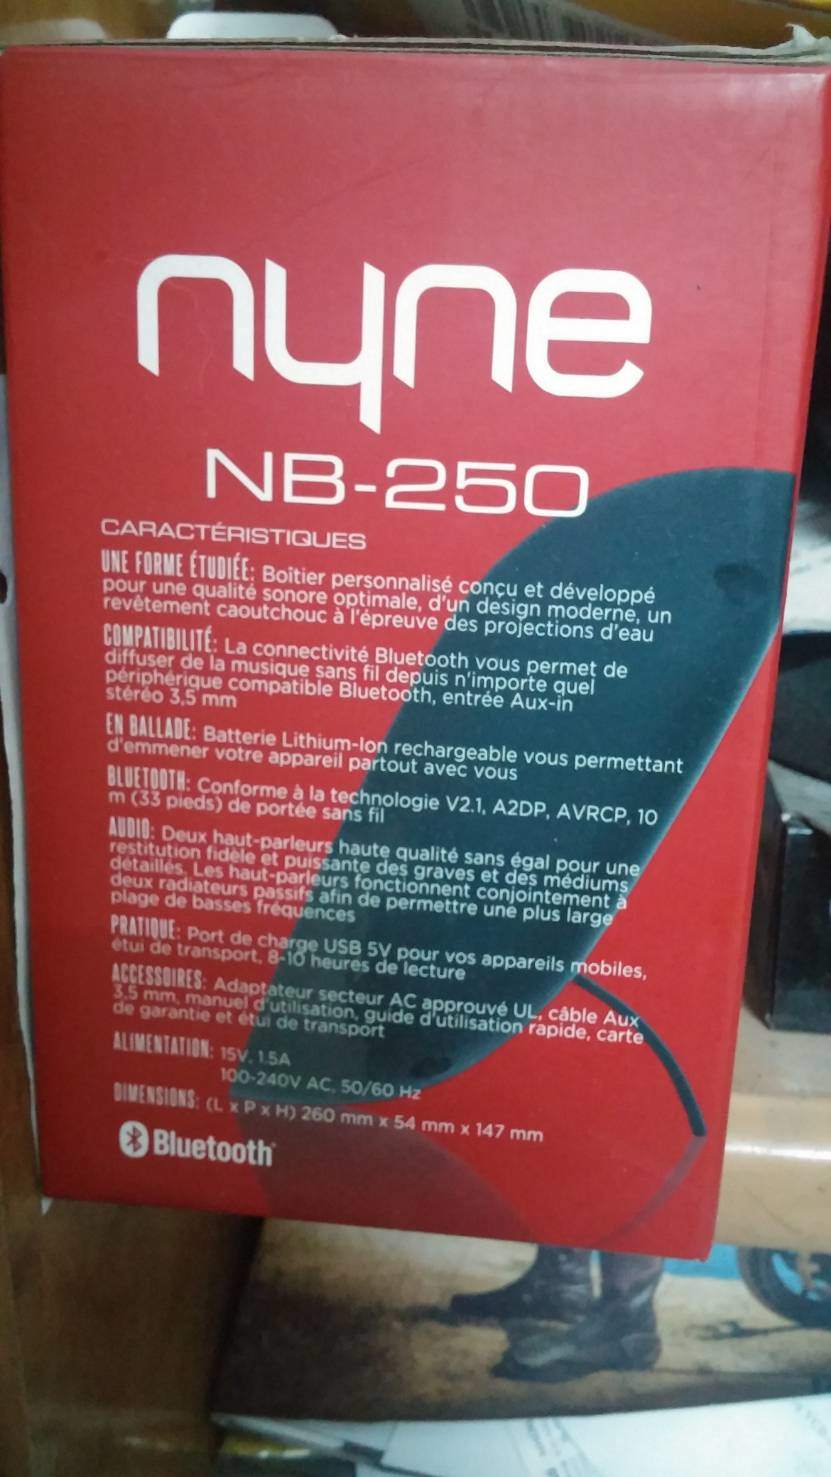 nyne
NB-250
CARACTÉRISTIQUES
UNE FORME ÉTUDIÉE: Boîtier personnalisé conçu et développé
pour une qualité sonore optimale, d'un design moderne, un
revêtement caoutchouc à l'épreuve des projections d'eau
COMPATIBILITÉ: La connectivité Bluetooth vous permet de
diffuser de la musique sans fil depuis n'importe quel
périphérique compatible Bluetooth, entrée Aux-in
stéréo 3,5 mm
EN BALLADE: Batterie Lithium-Ion rechargeable vous permettant
d'emmener votre appareil partout avec vous
BLUETOOTH: Conforme à la technologie V2.1, A2DP, AVRCP, 10
m (33 pieds) de portée sans fil
AUDIO: Deux haut-parleurs haute qualité sans égal pour une
restitution fidèle et puissante des graves et des médiums
détaillés. Les haut-parleurs fonctionnent conjointement à
deux radiateurs passifs afin de permettre une plus large
plage de basses fréquences
PRATIQUE: Port de charge USB 5V pour vos appareils mobiles,
étui de transport, 8-10 heures de lecture
ACCESSOIRES: Adaptateur secteur AC approuvé UL, câble Aux
3,5 mm, manuel d'utilisation, guide d'utilisation rapide, carte
de garantie et étui de transport
ALIMENTATION: 15V, 1.5A
100-240V AC, 50/60 Hz
DIMENSIONS: (L x P x H) 260 mm x 54 mm x 147 mm
Bluetooth